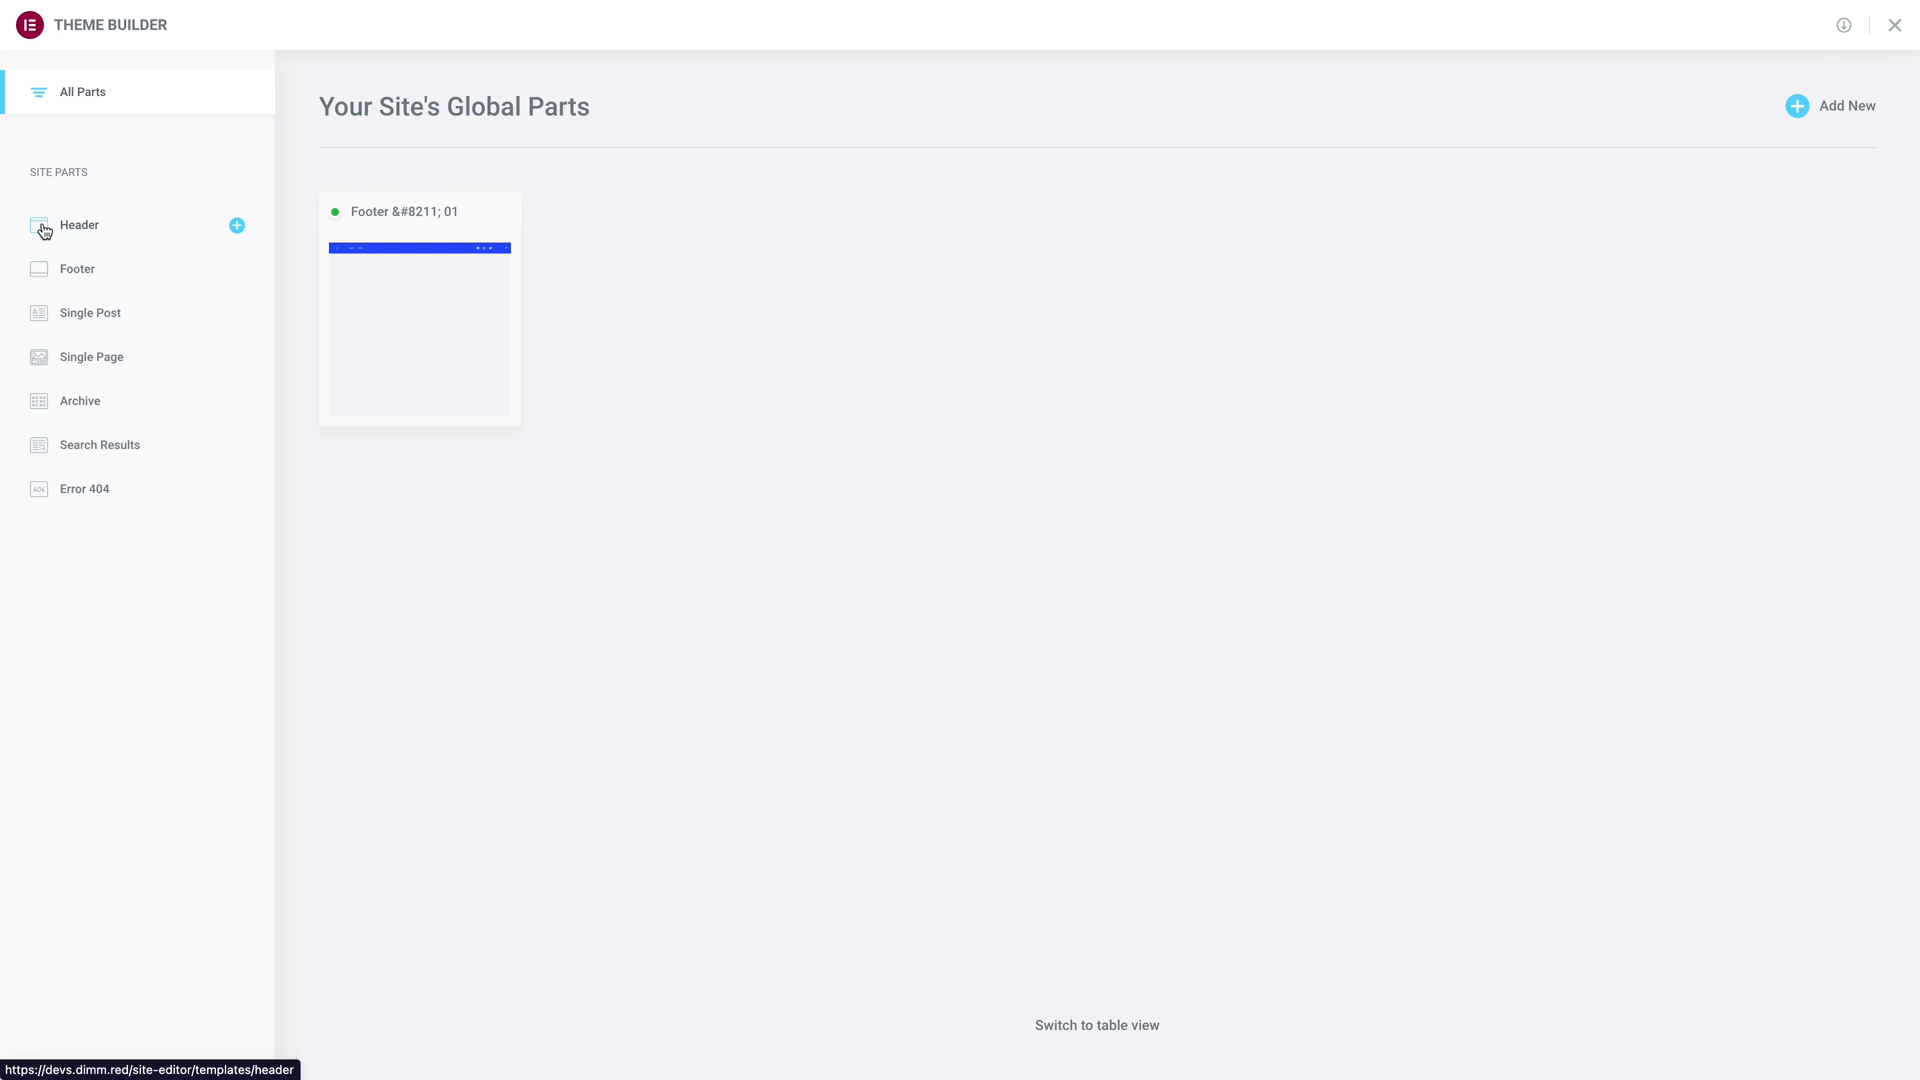 THEME BUILDER
All Parts
Your Site's Global Parts
Add New
SITE PARTS
Footer &#8211; 01
Header
Footer
Single Post
Single Page
Archive
Search Results
404 Error 404
Switch to table view
https://devs.dimm.red/site-editor/templates/header